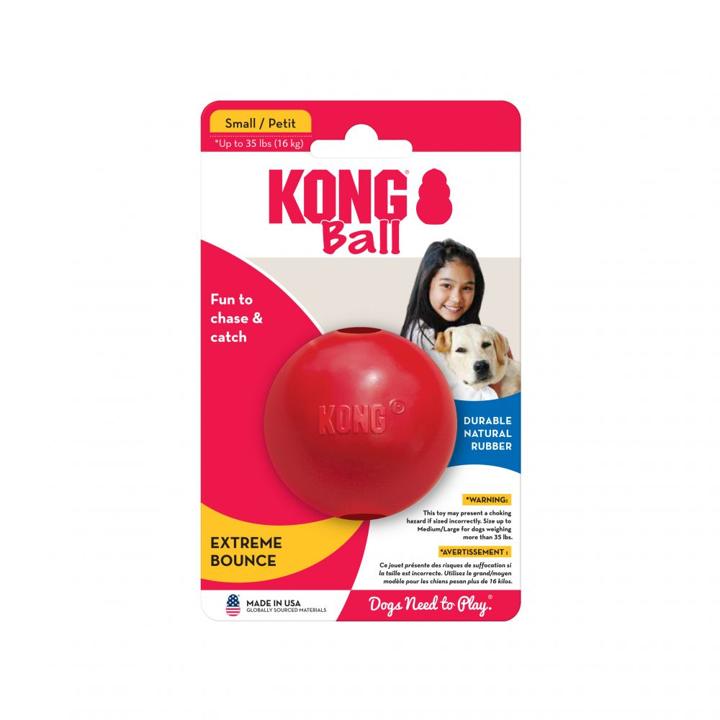 Small / Petit
*Up to 35 lbs (16 kg)
KONG®
Ball
Fun to
chase &
catch
KONG®
DURABLE
NATURAL
RUBBER
*WARNING:
This toy may present a choking
hazard if sized incorrectly. Size up to
Medium/Large for dogs weighing
more than 35 lbs.
*AVERTISSEMENT :
Ce jouet présente des risques de suffocation si
la taille est incorrecte. Utilisez le grand/moyen
modèle pour les chiens pesan plus de 16 kilos.
EXTREME
BOUNCE
MADE IN USA
GLOBALLY SOURCED MATERIALS
Dogs Need to Play.®